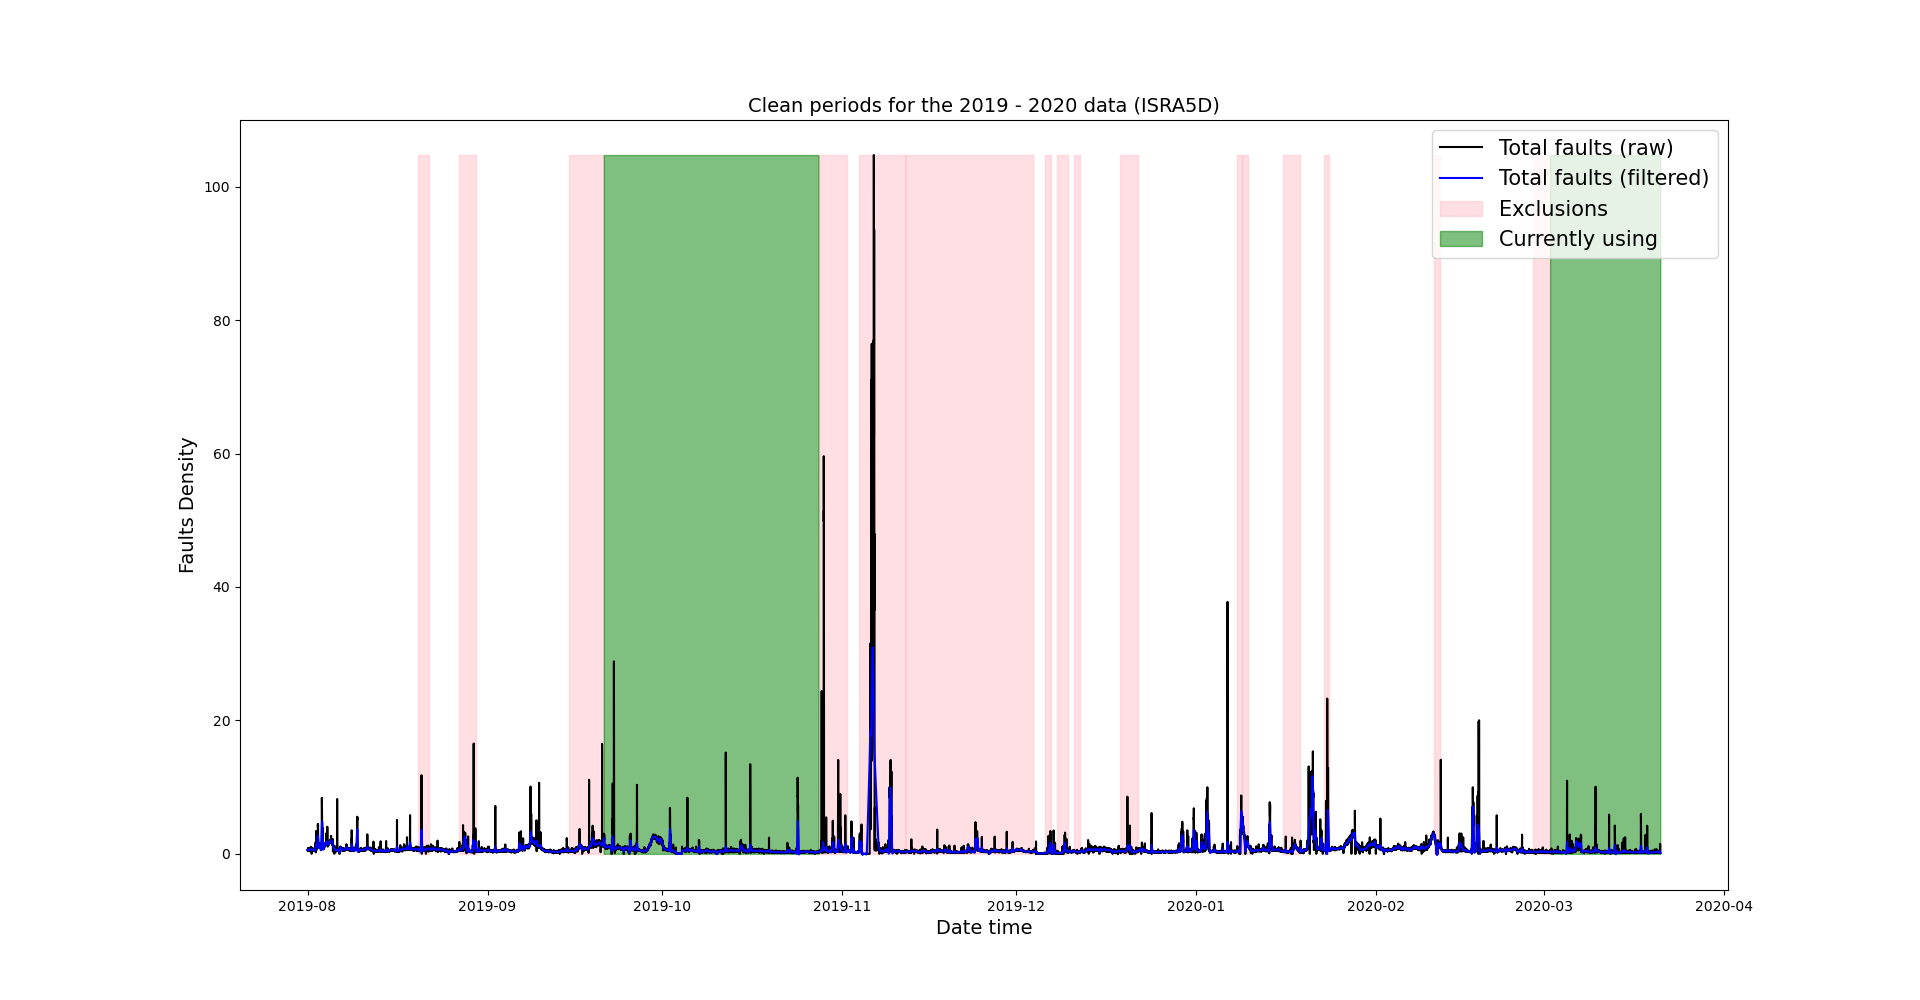 Clean periods for the 2019 - 2020 data (ISRA5D)
Total faults (raw)
Total faults (filtered)
Exclusions
Currently using
Faults Density
100
80
60
40
20
0
2019-08 2019-09 2019-10 2019-11 2019-12 2020-01 2020-02 2020-03 2020-04
Date time